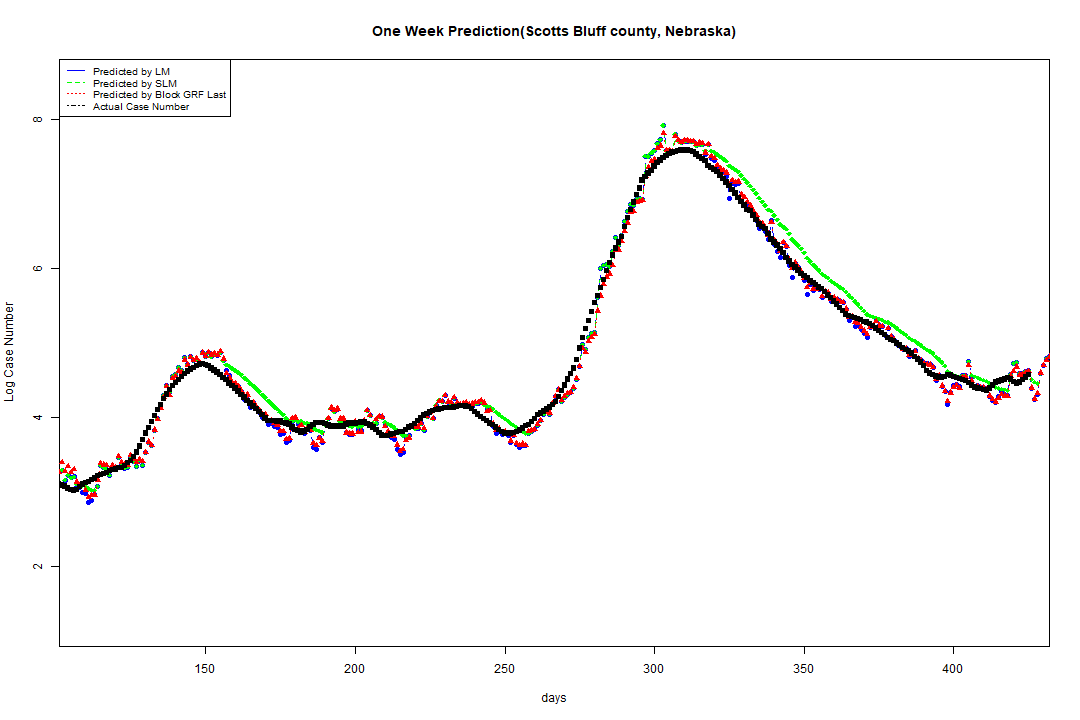 One Week Prediction(Scotts Bluff county, Nebraska)
Predicted by LM
Predicted by SLM
Predicted by Block GRF Last
Actual Case Number
8
6
4
2
Log Case Number
150 200 250 300 350 400
days